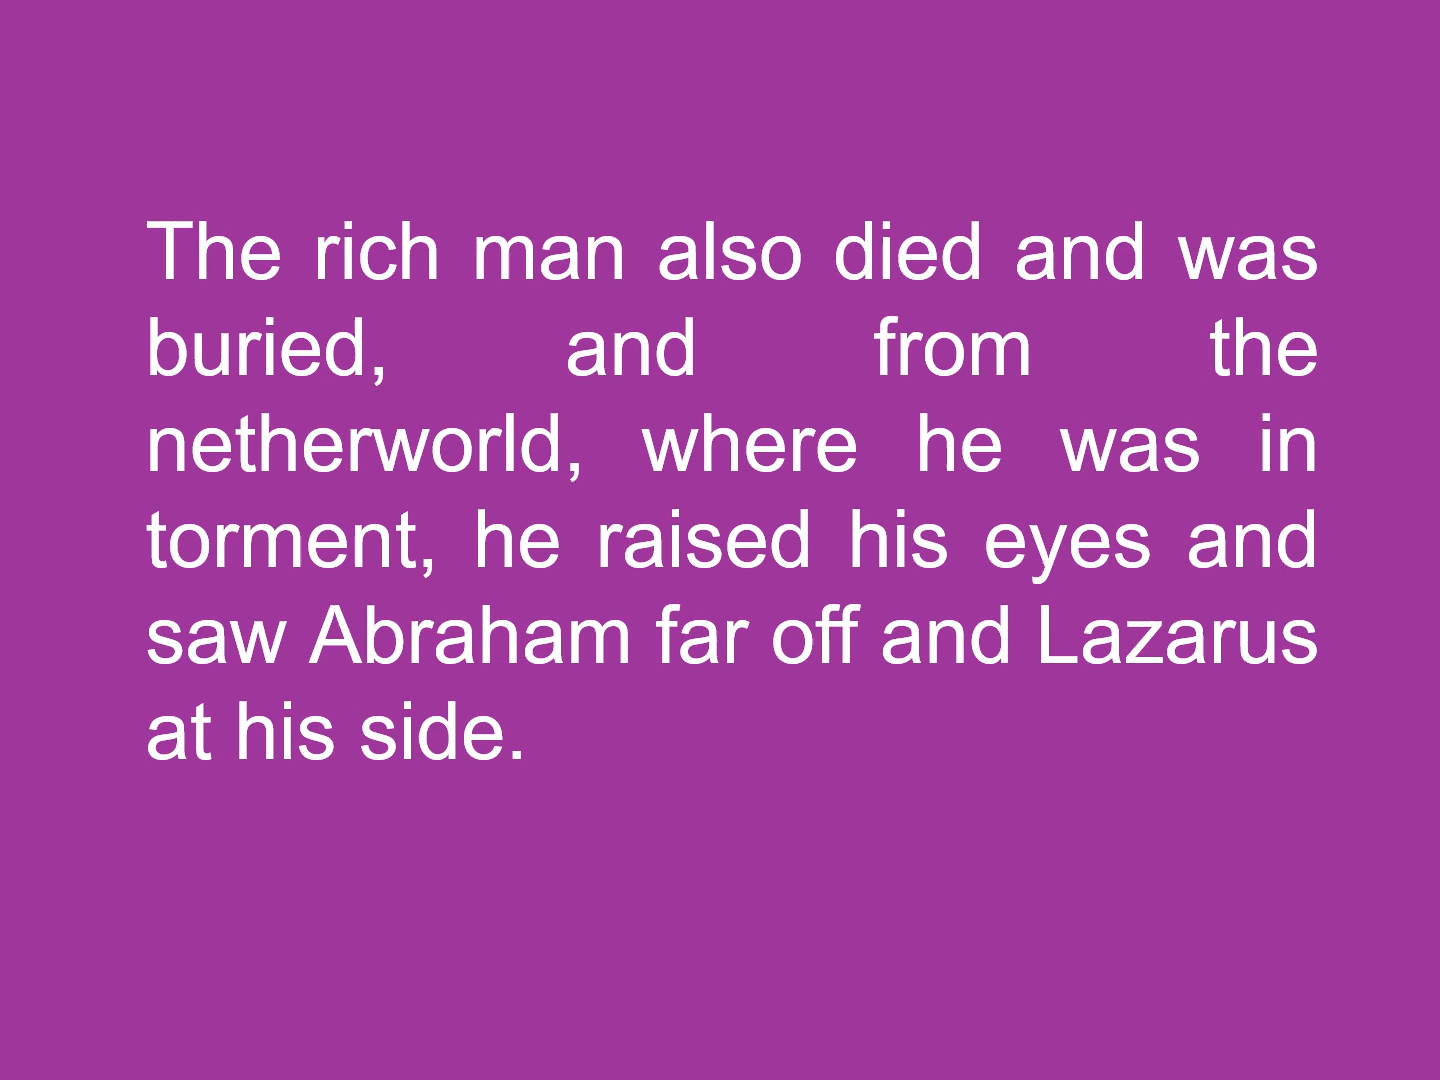 The rich man also died and was
buried, and from the
netherworld, where he was in
torment, he raised his eyes and
saw Abraham far off and Lazarus
at his side.